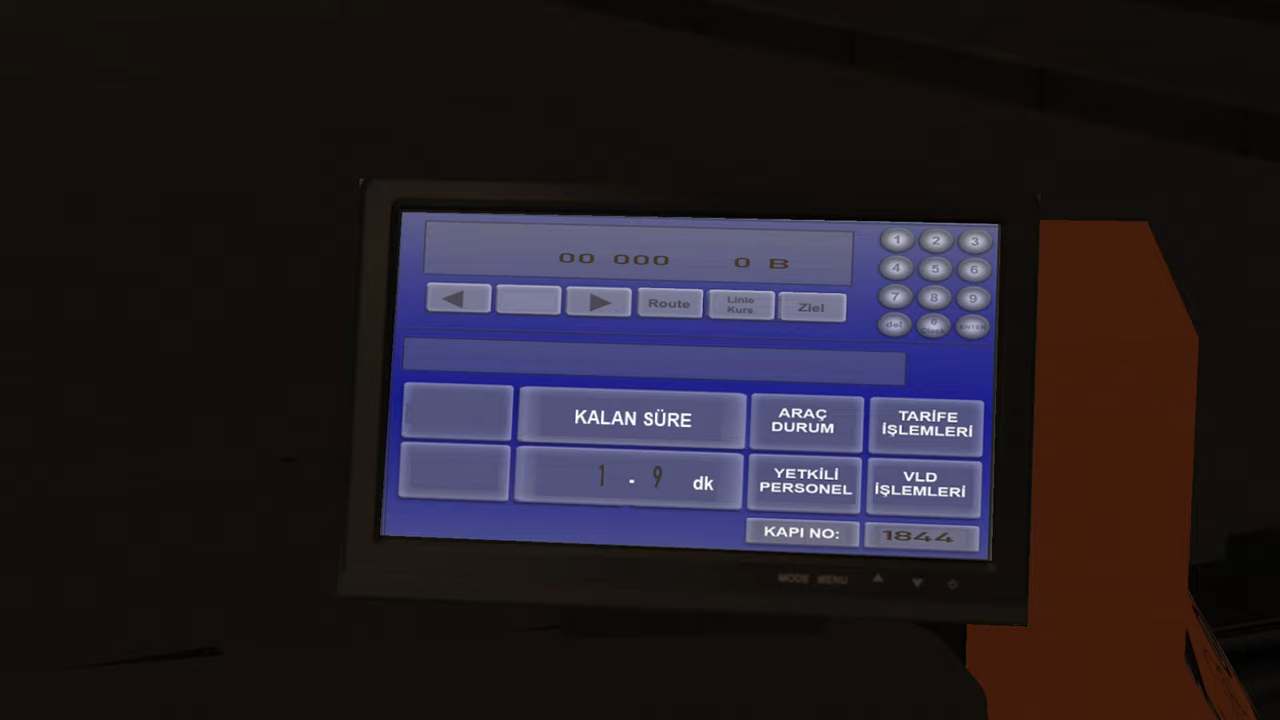 00 000 0 B
1 2 3
4 5 6
7 8 9
del 0 Clock ENTER
Route
Linie
Kurs
Ziel
KALAN SÜRE
ARAÇ
DURUM
TARİFE
İŞLEMLERİ
1 . 9 dk
YETKİLİ
PERSONEL
VLD
İŞLEMLERİ
KAPI NO:
1844
MODE MENU